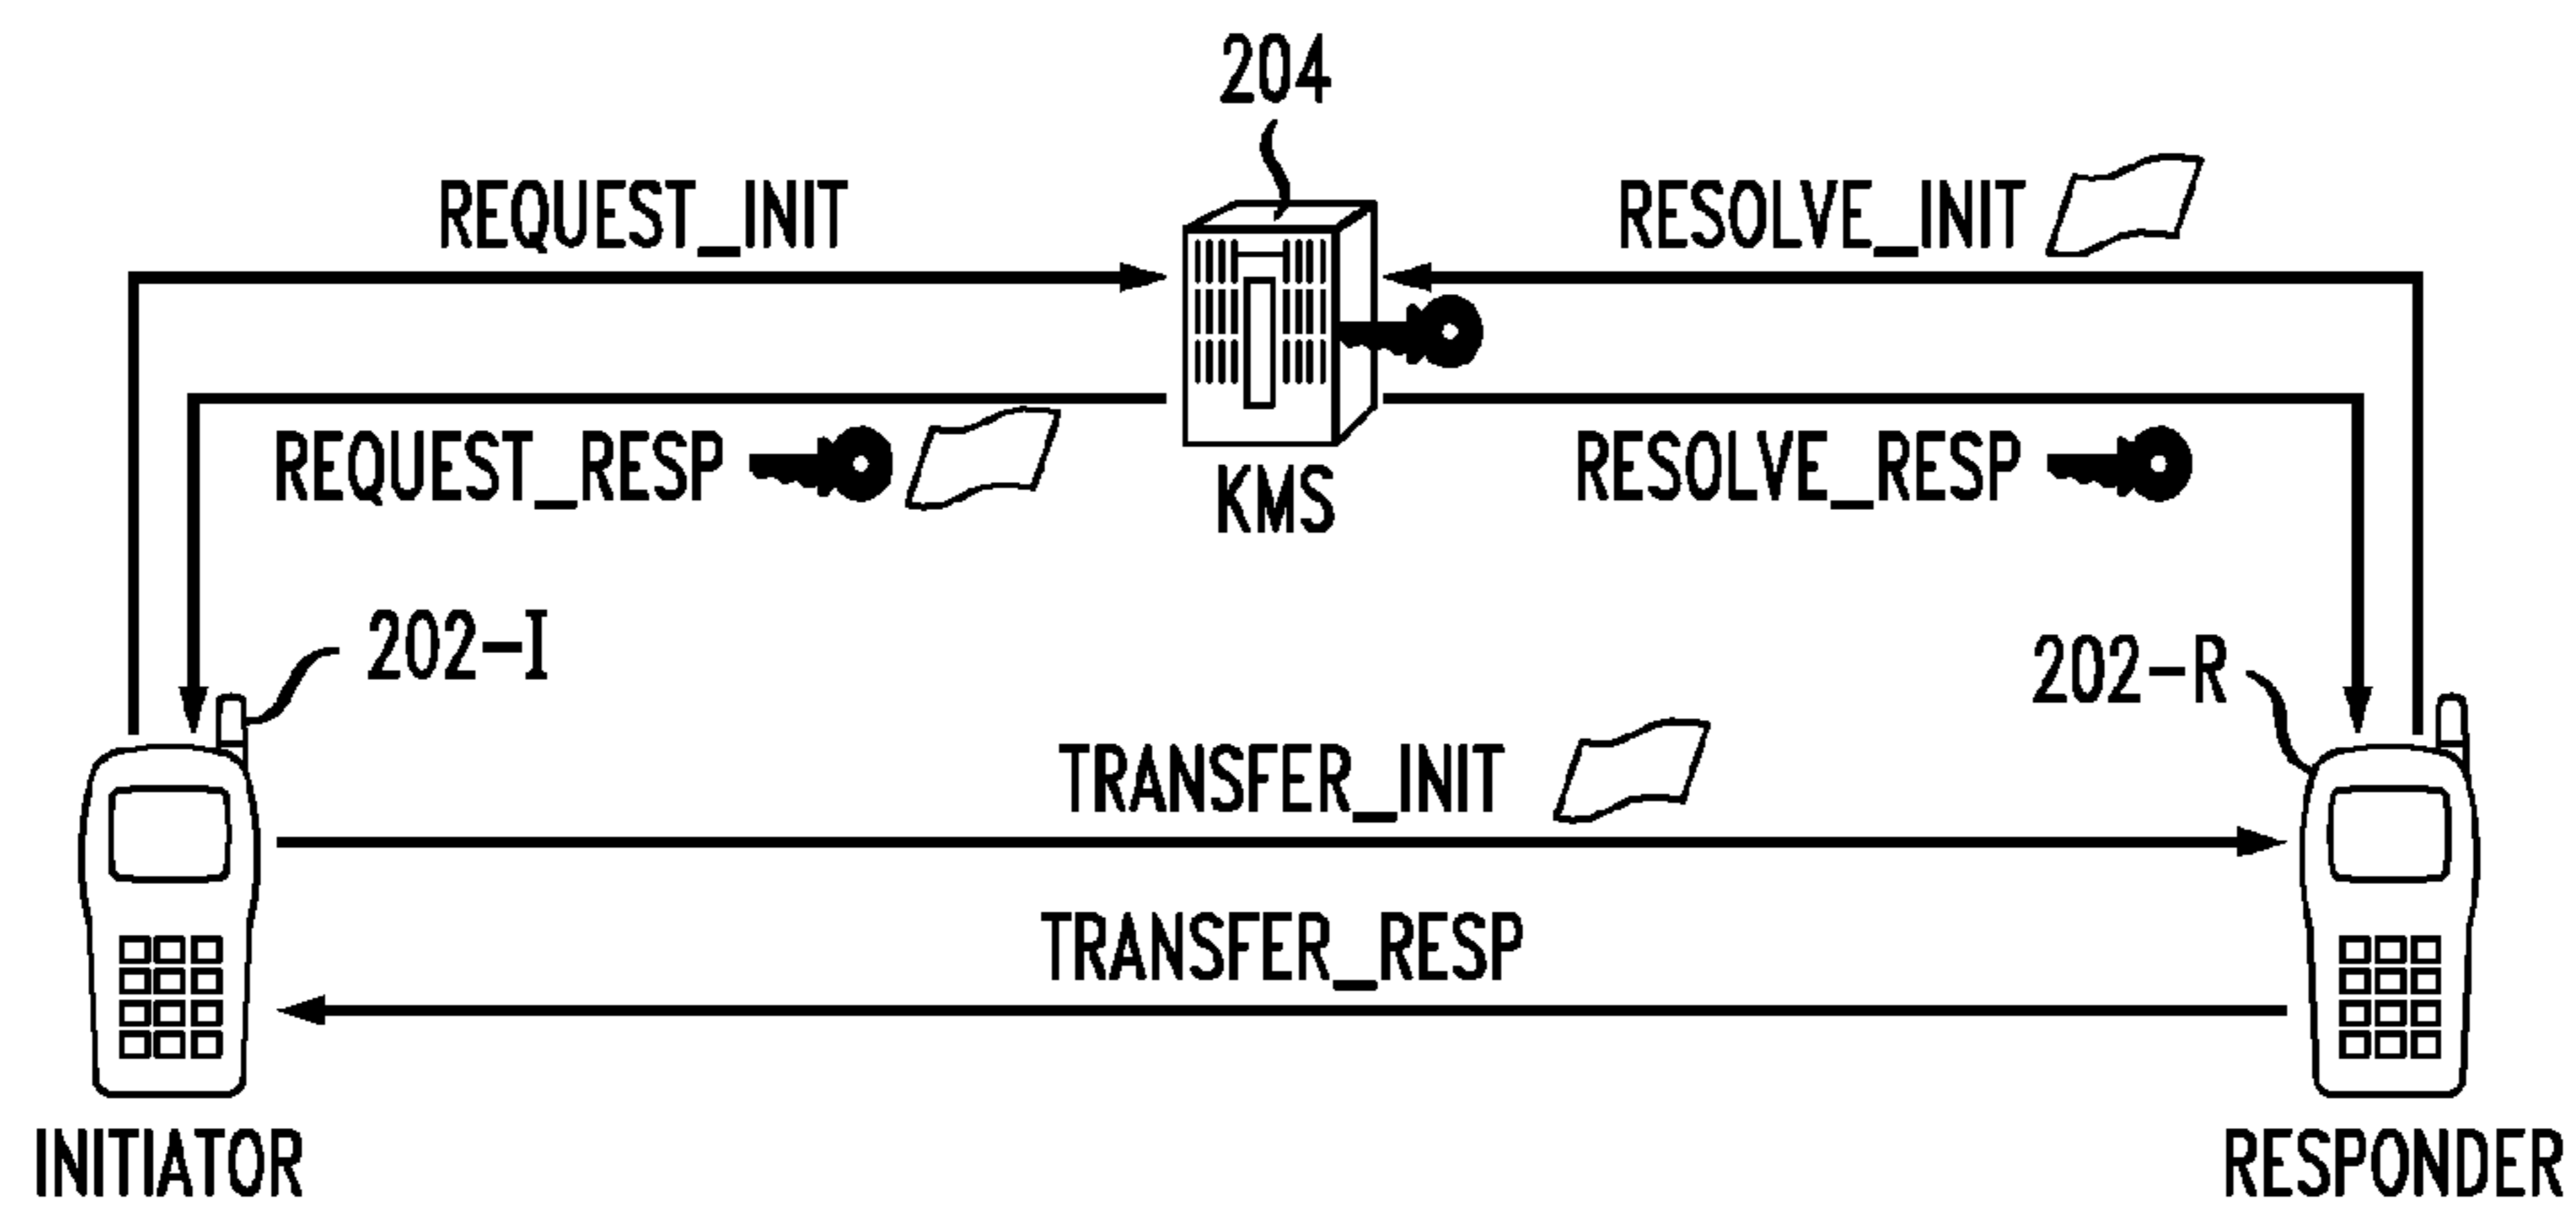 204
REQUEST_INIT
RESOLVE_INIT
REQUEST_RESP
KMS
RESOLVE_RESP
202-I
202-R
TRANSFER_INIT
TRANSFER_RESP
INITIATOR
RESPONDER